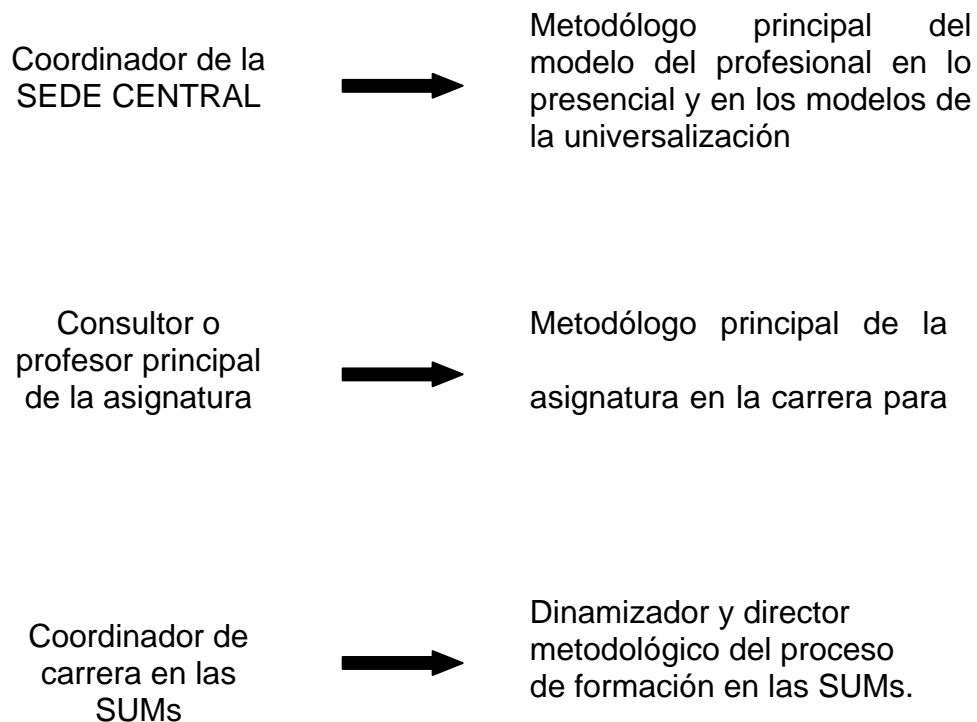 Coordinador de la
SEDE CENTRAL
Metodólogo principal del
modelo del profesional en lo
presencial y en los modelos de
la universalización
Consultor o
profesor principal
de la asignatura
Metodólogo principal de la
asignatura en la carrera para
Coordinador de
carrera en las
SUMs
Dinamizador y director
metodológico del proceso
de formación en las SUMs.